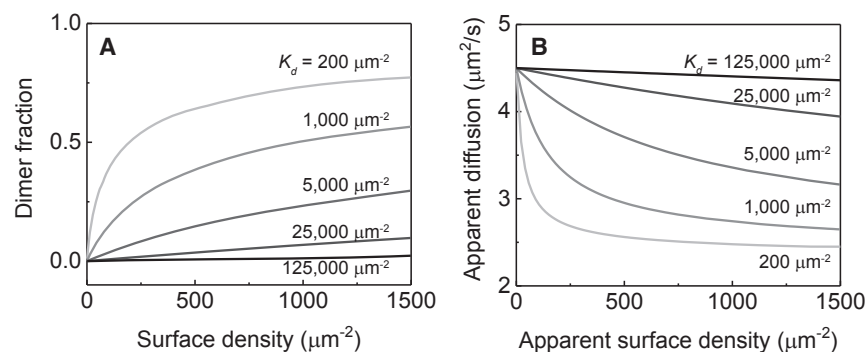 A
Dimer fraction
1.0
0.5
0.0
K_d = 200 μm⁻²
1,000 μm⁻²
5,000 μm⁻²
25,000 μm⁻²
125,000 μm⁻²
0
500
1000
1500
Surface density (μm⁻²)
B
Apparent diffusion (μm²/s)
5
4
3
2
K_d = 125,000 μm⁻²
25,000 μm⁻²
5,000 μm⁻²
1,000 μm⁻²
200 μm⁻²
0
500
1000
1500
Apparent surface density (μm⁻²)